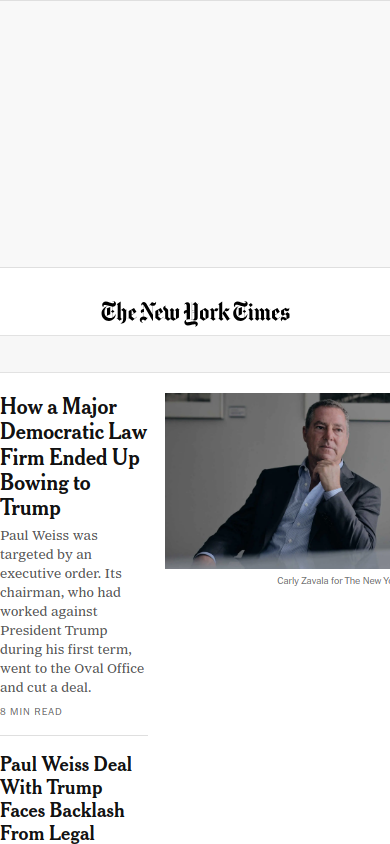 The New York Times
How a Major
Democratic Law
Firm Ended Up
Bowing to
Trump
Paul Weiss was
targeted by an
executive order. Its
chairman, who had
worked against
President Trump
during his first term,
went to the Oval Office
and cut a deal.
8 MIN READ
Carly Zavala for The New Yo
Paul Weiss Deal
With Trump
Faces Backlash
From Legal